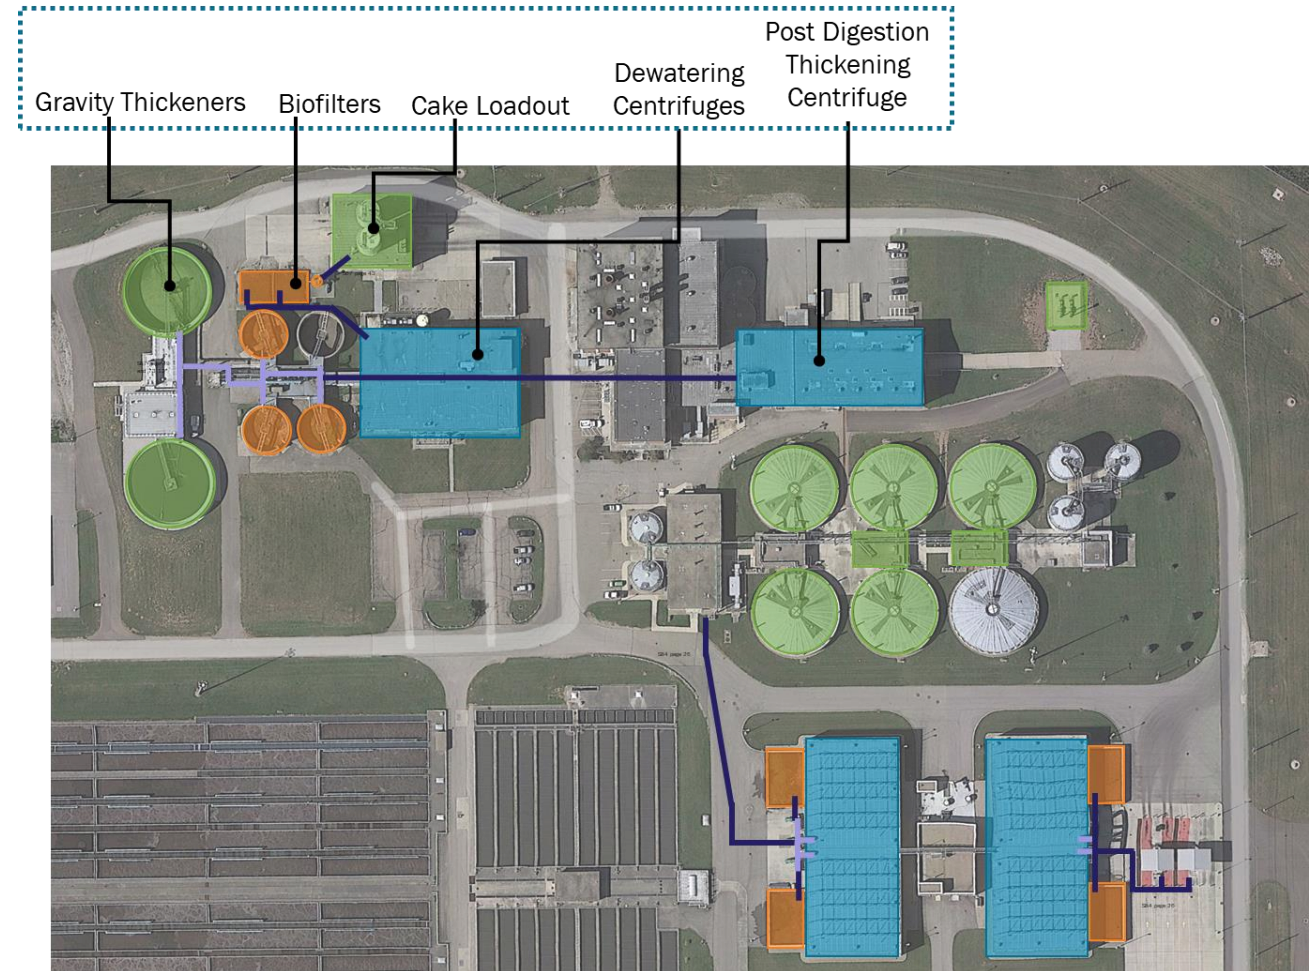 Post Digestion
Thickening
Centrifuge
Dewatering
Centrifuges
Gravity Thickeners
Biofilters
Cake Loadout